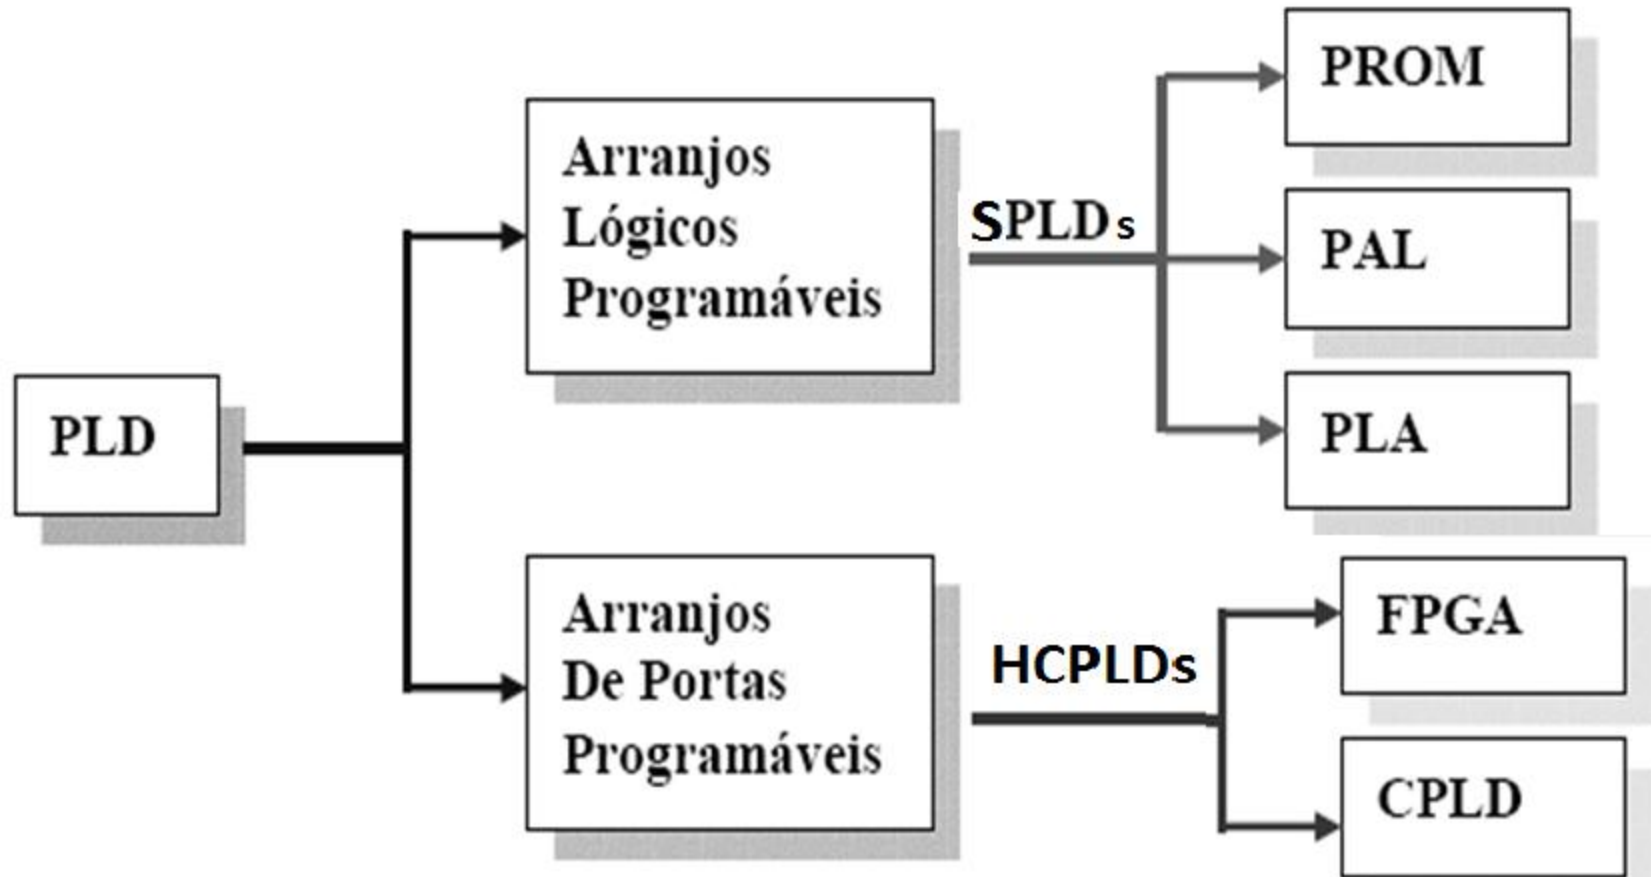 PLD
Arranjos
Lógicos
Programáveis
SPLDs
PROM
PAL
PLA
Arranjos
De Portas
Programáveis
HCPLDs
FPGA
CPLD